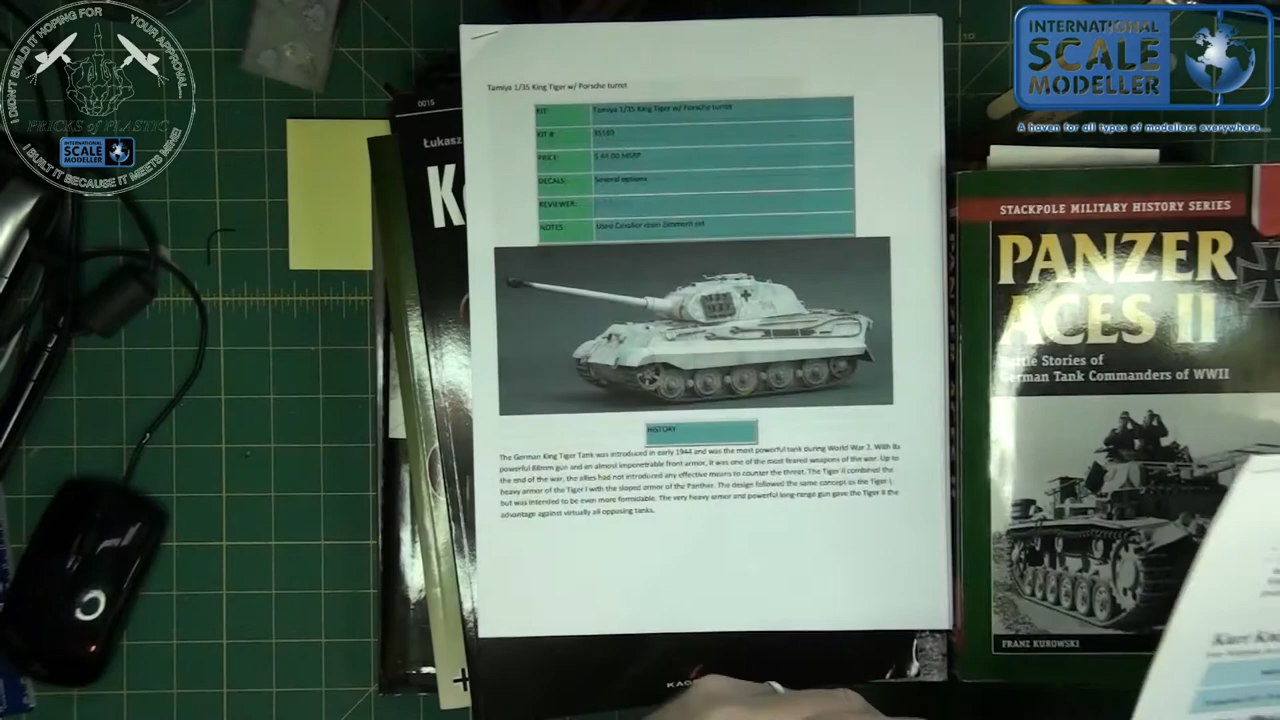 I DIDN'T BUILD IT HOPING FOR YOUR APPROVAL...
PRICKS of PLASTIC
INTERNATIONAL
SCALE
MODELLER
I BUILT IT BECAUSE IT MEETS MINE!
INTERNATIONAL
SCALE
MODELLER
A haven for all types of modellers everywhere...
0015
Łukasz
Tamiya 1/35 King Tiger w/ Porsche turret
KIT: Tamiya 1/35 King Tiger w/ Porsche turret
KIT #
PRICE: $ 44.00 MSRP
DECALS: Several options
REVIEWER:
NOTES Used Cavalier resin Zimmerit set
HISTORY
The German King Tiger Tank was introduced in early 1944 and was the most powerful tank during World War 2. With its
powerful 88mm gun and an almost impenetrable front armor, it was one of the most feared weapons of the war. Up to
the end of the war, the allies had not introduced any effective means to counter the threat. The Tiger II combined the
heavy armor of the Tiger I with the sloped armor of the Panther. The design followed the same concept as the Tiger I,
but was intended to be even more formidable. The very heavy armor and powerful long-range gun gave the Tiger II the
advantage against virtually all opposing tanks.
STACKPOLE MILITARY HISTORY SERIES
PANZER
ACES II
Battle Stories of
German Tank Commanders of WWII
FRANZ KUROWSKI